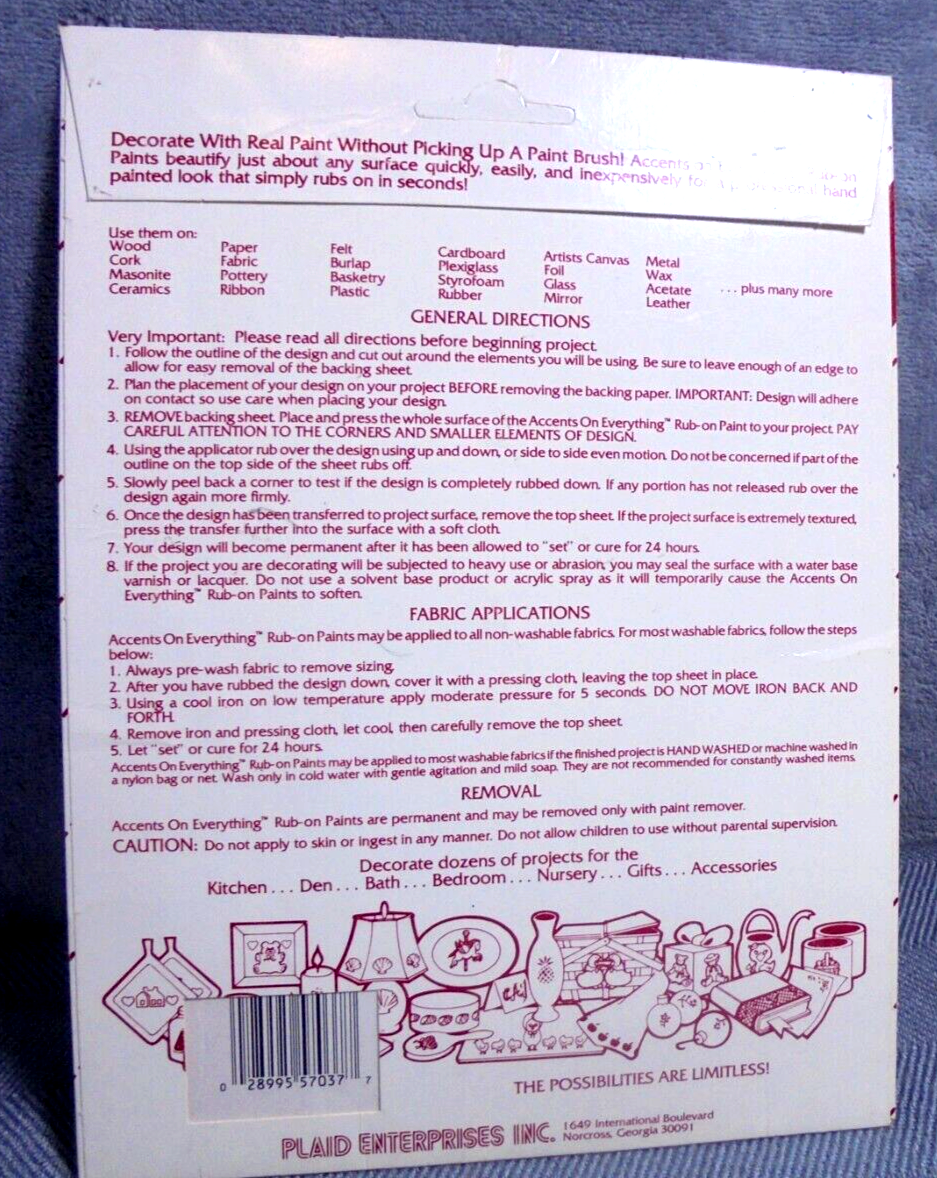 Decorate With Real Paint Without Picking Up A Paint Brush! Accents
Paints beautify just about any surface quickly, easily, and inexpensively for hand
painted look that simply rubs on in seconds!
Use them on:
Wood Paper Felt Cardboard Artists Canvas Metal
Cork Fabric Burlap Plexiglass Foil Wax
Masonite Pottery Basketry Styrofoam Glass Acetate ... plus many more
Ceramics Ribbon Plastic Rubber Mirror Leather
GENERAL DIRECTIONS
Very Important: Please read all directions before beginning project.
1. Follow the outline of the design and cut out around the elements you will be using. Be sure to leave enough of an edge to
allow for easy removal of the backing sheet.
2. Plan the placement of your design on your project BEFORE removing the backing paper. IMPORTANT: Design will adhere
on contact so use care when placing your design.
3. REMOVE backing sheet. Place and press the whole surface of the Accents On Everything™ Rub-on Paint to your project. PAY
CAREFUL ATTENTION TO THE CORNERS AND SMALLER ELEMENTS OF DESIGN.
4. Using the applicator rub over the design using up and down, or side to side even motion. Do not be concerned if part of the
outline on the top side of the sheet rubs off.
5. Slowly peel back a corner to test if the design is completely rubbed down. If any portion has not released rub over the
design again more firmly.
6. Once the design has been transferred to project surface, remove the top sheet. If the project surface is extremely textured,
press the transfer further into the surface with a soft cloth.
7. Your design will become permanent after it has been allowed to "set" or cure for 24 hours.
8. If the project you are decorating will be subjected to heavy use or abrasion, you may seal the surface with a water base
varnish or lacquer. Do not use a solvent base product or acrylic spray as it will temporarily cause the Accents On
Everything™ Rub-on Paints to soften.
FABRIC APPLICATIONS
Accents On Everything™ Rub-on Paints may be applied to all non-washable fabrics. For most washable fabrics, follow the steps
below:
1. Always pre-wash fabric to remove sizing.
2. After you have rubbed the design down, cover it with a pressing cloth, leaving the top sheet in place.
3. Using a cool iron on low temperature apply moderate pressure for 5 seconds. DO NOT MOVE IRON BACK AND
FORTH.
4. Remove iron and pressing cloth, let cool, then carefully remove the top sheet.
5. Let "set" or cure for 24 hours.
Accents On Everything™ Rub-on Paints may be applied to most washable fabrics if the finished project is HAND WASHED or machine washed in
a nylon bag or net. Wash only in cold water with gentle agitation and mild soap. They are not recommended for constantly washed items.
REMOVAL
Accents On Everything™ Rub-on Paints are permanent and may be removed only with paint remover.
CAUTION: Do not apply to skin or ingest in any manner. Do not allow children to use without parental supervision.
Decorate dozens of projects for the
Kitchen ... Den ... Bath ... Bedroom ... Nursery ... Gifts ... Accessories
0 28995 57037 7
THE POSSIBILITIES ARE LIMITLESS!
PLAID ENTERPRISES INC. 1649 International Boulevard
Norcross, Georgia 30091